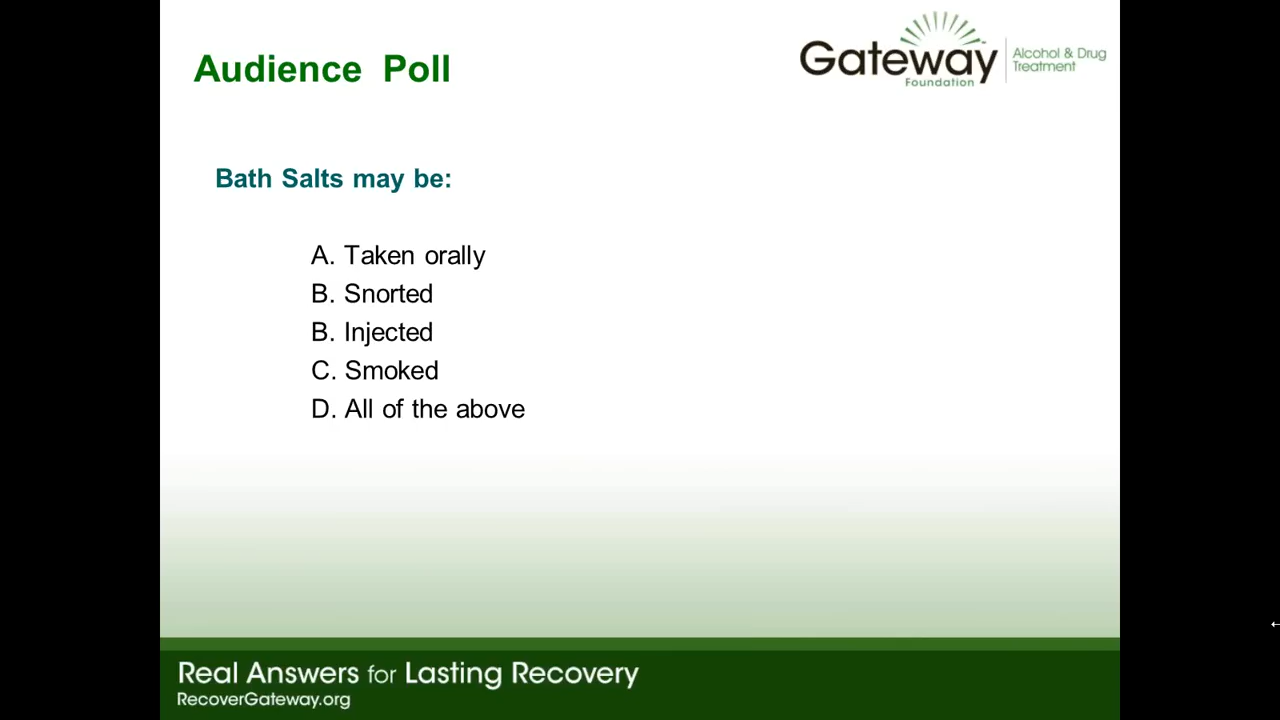 Audience Poll
Gateway
Foundation
Alcohol & Drug
Treatment
Bath Salts may be:
A. Taken orally
B. Snorted
B. Injected
C. Smoked
D. All of the above
Real Answers for Lasting Recovery
RecoverGateway.org